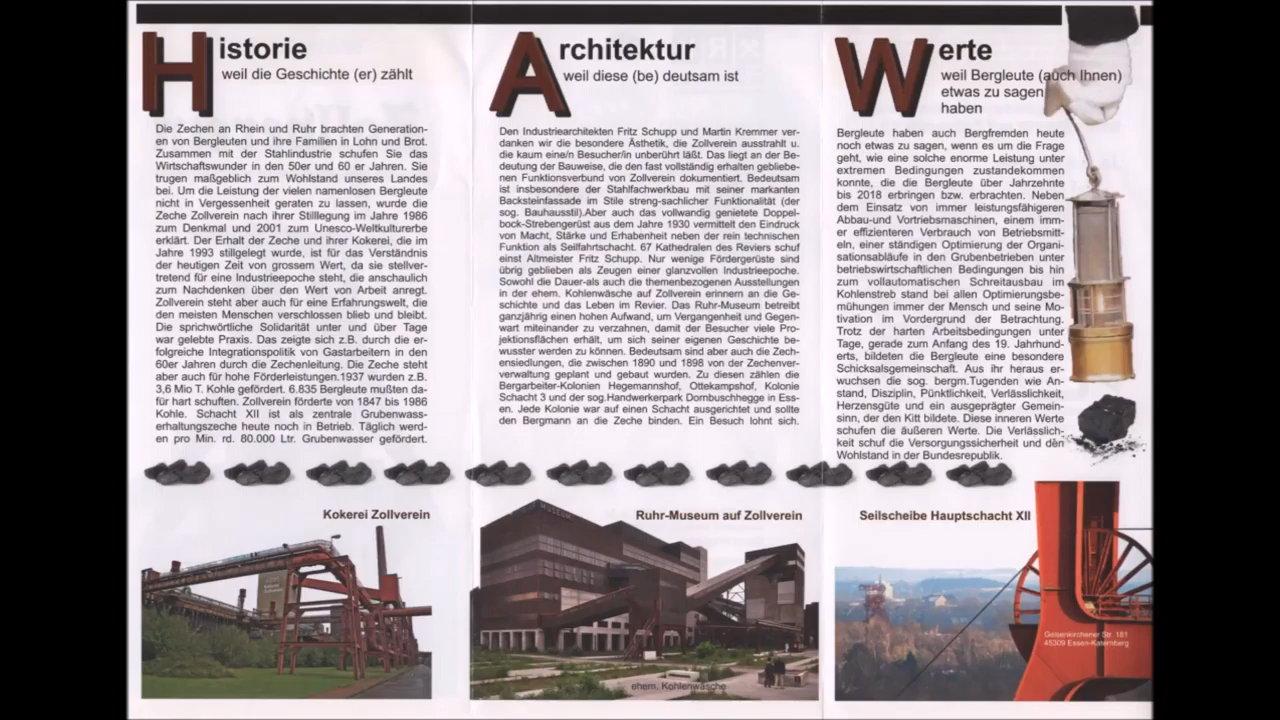 Historie
weil die Geschichte (er) zählt
Die Zechen an Rhein und Ruhr brachten Generation-
en von Bergleuten und ihre Familien in Lohn und Brot.
Zusammen mit der Stahlindustrie schufen Sie das
Wirtschaftswunder in den 50er und 60 er Jahren. Sie
trugen maßgeblich zum Wohlstand unseres Landes
bei. Um die Leistung der vielen namenlosen Bergleute
nicht in Vergessenheit geraten zu lassen, wurde die
Zeche Zollverein nach ihrer Stilllegung im Jahre 1986
zum Denkmal und 2001 zum Unesco-Weltkulturerbe
erklärt. Der Erhalt der Zeche und ihrer Kokerei, die im
Jahre 1993 stillgelegt wurde, ist für das Verständnis
der heutigen Zeit von grossem Wert, da sie stellver-
tretend für eine Industrieepoche steht, die anschaulich
zum Nachdenken über den Wert von Arbeit anregt.
Zollverein steht aber auch für eine Erfahrungswelt, die
den meisten Menschen verschlossen blieb und bleibt.
Die sprichwörtliche Solidarität unter und über Tage
war gelebte Praxis. Das zeigte sich z.B. durch die er-
folgreiche Integrationspolitik von Gastarbeitern in den
60er Jahren durch die Zechenleitung. Die Zeche steht
aber auch für hohe Förderleistungen.1937 wurden z.B.
3,6 Mio T. Kohle gefördert. 6.835 Bergleute mußten da-
für hart schuften. Zollverein förderte von 1847 bis 1986
Kohle. Schacht XII ist als zentrale Grubenwass-
erhaltungszeche heute noch in Betrieb. Täglich werd-
en pro Min. rd. 80.000 Ltr. Grubenwasser gefördert.
Kokerei Zollverein
Architektur
weil diese (be) deutsam ist
Den Industriearchitekten Fritz Schupp und Martin Kremmer ver-
danken wir die besondere Ästhetik, die Zollverein ausstrahlt u.
die kaum eine/n Besucher/in unberührt läßt. Das liegt an der Be-
deutung der Bauweise, die den fast vollständig erhalten gebliebe-
nen Funktionsverbund von Zollverein dokumentiert. Bedeutsam
ist insbesondere der Stahlfachwerkbau mit seiner markanten
Backsteinfassade im Stile streng-sachlicher Funktionalität (der
sog. Bauhausstil).Aber auch das vollwandig genietete Doppel-
bock-Strebengerüst aus dem Jahre 1930 vermittelt den Eindruck
von Macht, Stärke und Erhabenheit neben der rein technischen
Funktion als Seilfahrtschacht. 67 Kathedralen des Reviers schuf
einst Altmeister Fritz Schupp. Nur wenige Fördergerüste sind
übrig geblieben als Zeugen einer glanzvollen Industrieepoche.
Sowohl die Dauer-als auch die themenbezogenen Ausstellungen
in der ehem. Kohlenwäsche auf Zollverein erinnern an die Ge-
schichte und das Leben im Revier. Das Ruhr-Museum betreibt
ganzjährig einen hohen Aufwand, um Vergangenheit und Gegen-
wart miteinander zu verzahnen, damit der Besucher viele Pro-
jektionsflächen erhält, um sich seiner eigenen Geschichte be-
wusster werden zu können. Bedeutsam sind aber auch die Zech-
ensiedlungen, die zwischen 1890 und 1898 von der Zechenver-
verwaltung geplant und gebaut wurden. Zu diesen zählen die
Bergarbeiter-Kolonien Hegemannshof, Ottekampshof, Kolonie
Schacht 3 und der sog.Handwerkerpark Dornbuschhegge in Ess-
en. Jede Kolonie war auf einen Schacht ausgerichtet und sollte
den Bergmann an die Zeche binden. Ein Besuch lohnt sich.
Ruhr-Museum auf Zollverein
ehem. Kohlenwäsche
Werte
weil Bergleute (auch Ihnen)
etwas zu sagen
haben
Bergleute haben auch Bergfremden heute
noch etwas zu sagen, wenn es um die Frage
geht, wie eine solche enorme Leistung unter
extremen Bedingungen zustandekommen
konnte, die die Bergleute über Jahrzehnte
bis 2018 erbringen bzw. erbrachten. Neben
dem Einsatz von immer leistungsfähigeren
Abbau-und Vortriebsmaschinen, einem imm-
er effizienteren Verbrauch von Betriebsmitt-
eln, einer ständigen Optimierung der Organi-
sationsabläufe in den Grubenbetrieben unter
betriebswirtschaftlichen Bedingungen bis hin
zum vollautomatischen Schreitausbau im
Kohlenstreb stand bei allen Optimierungsbe-
mühungen immer der Mensch und seine Mo-
tivation im Vordergrund der Betrachtung.
Trotz der harten Arbeitsbedingungen unter
Tage, gerade zum Anfang des 19. Jahrhund-
erts, bildeten die Bergleute eine besondere
Schicksalsgemeinschaft. Aus ihr heraus er-
wuchsen die sog. bergm.Tugenden wie An-
stand, Disziplin, Pünktlichkeit, Verlässlichkeit,
Herzensgüte und ein ausgeprägter Gemein-
sinn, der den Kitt bildete. Diese inneren Werte
schufen die äußeren Werte. Die Verlässlich-
keit schuf die Versorgungssicherheit und den
Wohlstand in der Bundesrepublik.
Seilscheibe Hauptschacht XII
Gelsenkirchener Str. 181
45309 Essen-Katernberg